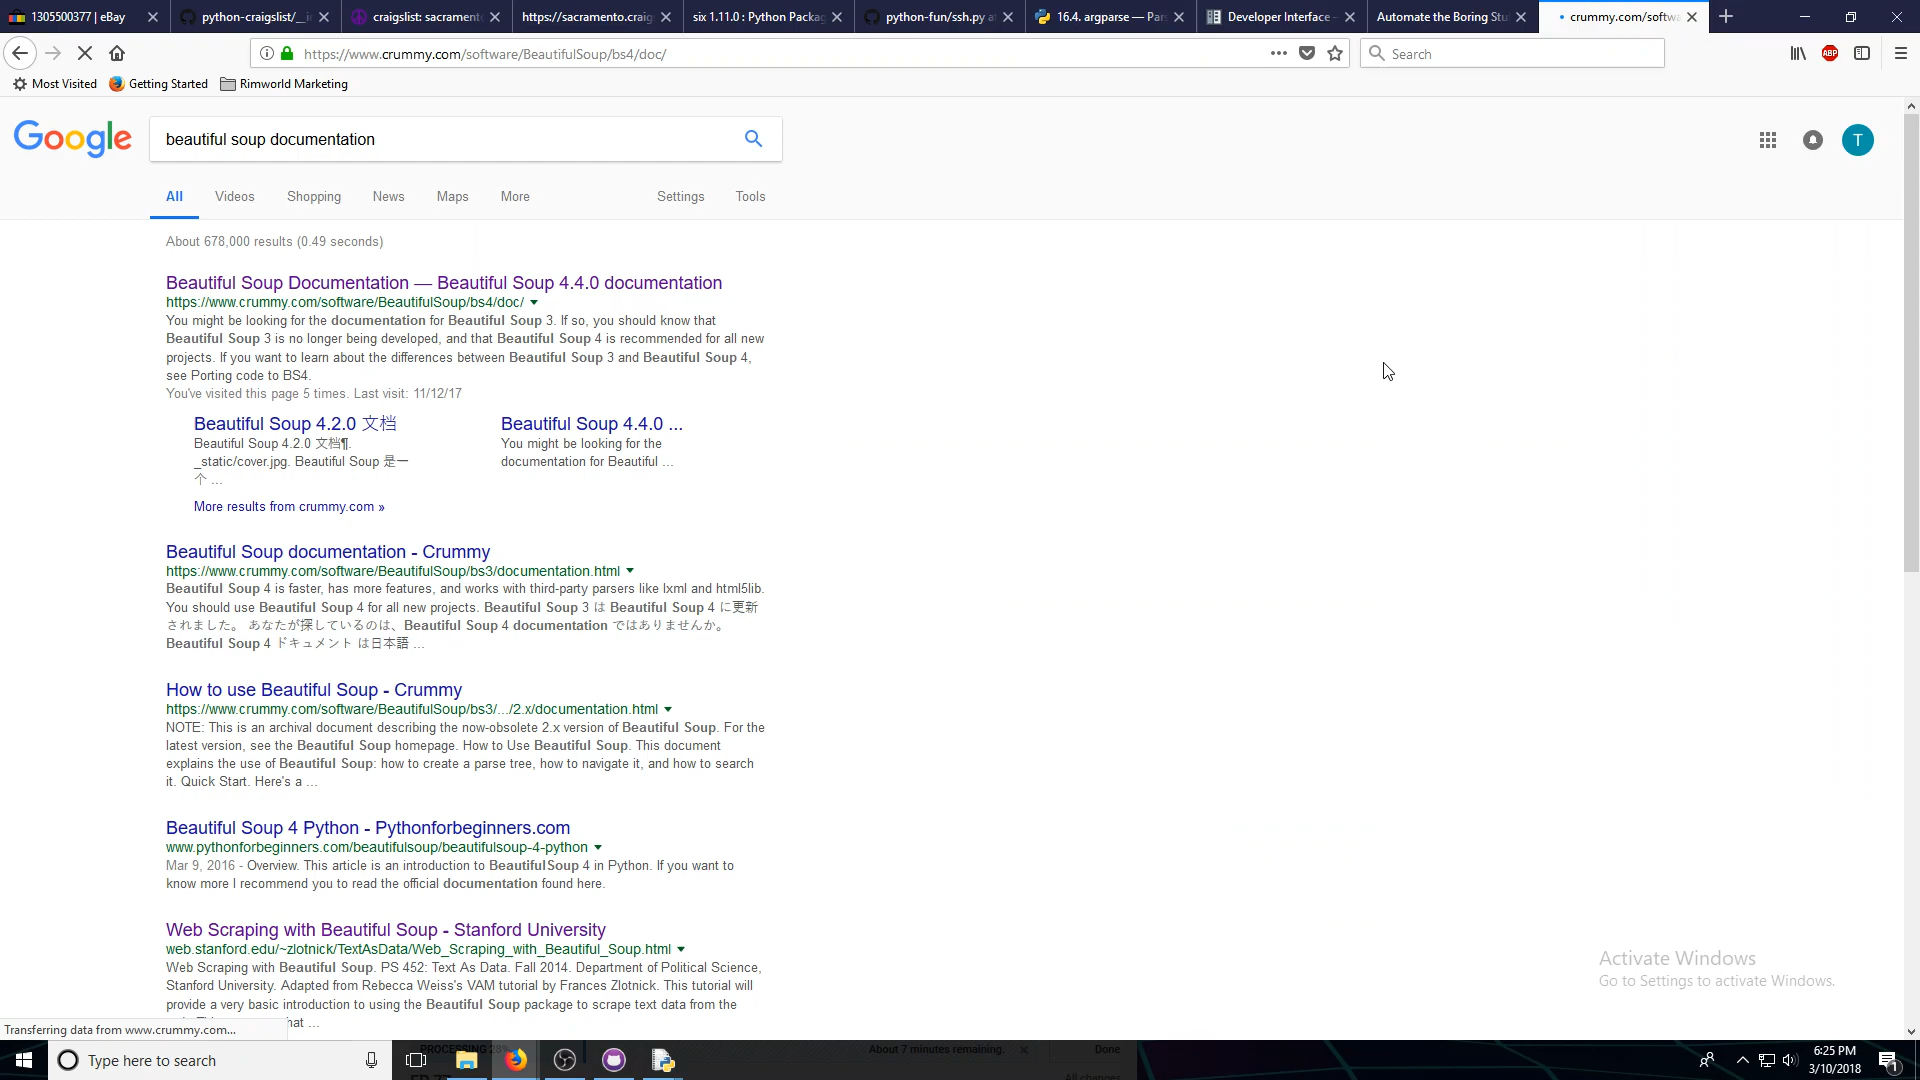 1305500377 | eBay
python-craigslist/__i
craigslist: sacrament
https://sacramento.craig
six 1.11.0 : Python Packag
python-fun/ssh.py at
16.4. argparse — Pars
Developer Interface —
Automate the Boring Stu
crummy.com/softwa
https://www.crummy.com/software/BeautifulSoup/bs4/doc/
Search
ABP
Most Visited
Getting Started
Rimworld Marketing
Google
beautiful soup documentation
T
All
Videos
Shopping
News
Maps
More
Settings
Tools
About 678,000 results (0.49 seconds)
Beautiful Soup Documentation — Beautiful Soup 4.4.0 documentation
https://www.crummy.com/software/BeautifulSoup/bs4/doc/
You might be looking for the documentation for Beautiful Soup 3. If so, you should know that
Beautiful Soup 3 is no longer being developed, and that Beautiful Soup 4 is recommended for all new
projects. If you want to learn about the differences between Beautiful Soup 3 and Beautiful Soup 4,
see Porting code to BS4.
You've visited this page 5 times. Last visit: 11/12/17
Beautiful Soup 4.2.0 文档
Beautiful Soup 4.2.0 文档¶.
_static/cover.jpg. Beautiful Soup 是一
个 ...
Beautiful Soup 4.4.0 ...
You might be looking for the
documentation for Beautiful ...
More results from crummy.com »
Beautiful Soup documentation - Crummy
https://www.crummy.com/software/BeautifulSoup/bs3/documentation.html
Beautiful Soup 4 is faster, has more features, and works with third-party parsers like lxml and html5lib.
You should use Beautiful Soup 4 for all new projects. Beautiful Soup 3 は Beautiful Soup 4 に更新
されました。 あなたが探しているのは、Beautiful Soup 4 documentation ではありませんか。
Beautiful Soup 4 ドキュメント は日本語 ...
How to use Beautiful Soup - Crummy
https://www.crummy.com/software/BeautifulSoup/bs3/.../2.x/documentation.html
NOTE: This is an archival document describing the now-obsolete 2.x version of Beautiful Soup. For the
latest version, see the Beautiful Soup homepage. How to Use Beautiful Soup. This document
explains the use of Beautiful Soup: how to create a parse tree, how to navigate it, and how to search
it. Quick Start. Here's a ...
Beautiful Soup 4 Python - Pythonforbeginners.com
www.pythonforbeginners.com/beautifulsoup/beautifulsoup-4-python
Mar 9, 2016 - Overview. This article is an introduction to BeautifulSoup 4 in Python. If you want to
know more I recommend you to read the official documentation found here.
Web Scraping with Beautiful Soup - Stanford University
web.stanford.edu/~zlotnick/TextAsData/Web_Scraping_with_Beautiful_Soup.html
Web Scraping with Beautiful Soup. PS 452: Text As Data. Fall 2014. Department of Political Science,
Stanford University. Adapted from Rebecca Weiss's VAM tutorial by Frances Zlotnick. This tutorial will
provide a very basic introduction to using the Beautiful Soup package to scrape text data from the
hat ...
Activate Windows
Go to Settings to activate Windows.
Transferring data from www.crummy.com...
Type here to search
PROCESSING 28%
About 7 minutes remaining.
Done
All changes
6:25 PM
3/10/2018
1